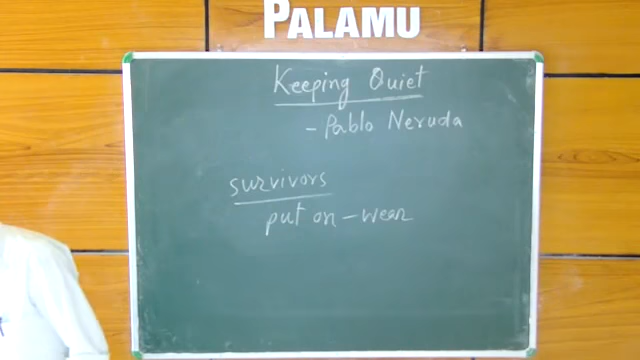 PALAMU
Keeping Quiet
- Pablo Neruda
survivors
put on - wear